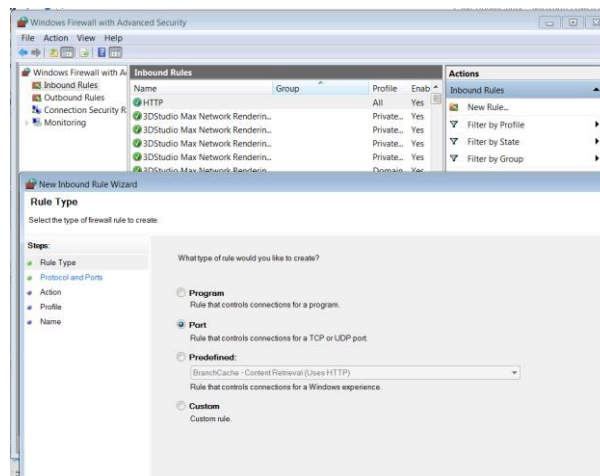 Windows Firewall with Advanced Security
File Action View Help
Windows Firewall with A
Inbound Rules
Outbound Rules
Connection Security R
Monitoring
Inbound Rules
Name Group Profile Enab
HTTP All Yes
3DStudio Max Network Renderin... Private... Yes
3DStudio Max Network Renderin... Private... Yes
3DStudio Max Network Renderin... Private... Yes
3DStudio Max Network Renderin... Domain Yes
Actions
Inbound Rules
New Rule...
Filter by Profile
Filter by State
Filter by Group
New Inbound Rule Wizard
Rule Type
Select the type of firewall rule to create.
Steps:
Rule Type
Protocol and Ports
Action
Profile
Name
What type of rule would you like to create?
Program
Rule that controls connections for a program.
Port
Rule that controls connections for a TCP or UDP port.
Predefined:
BranchCache - Content Retrieval (Uses HTTP)
Rule that controls connections for a Windows experience.
Custom
Custom rule.